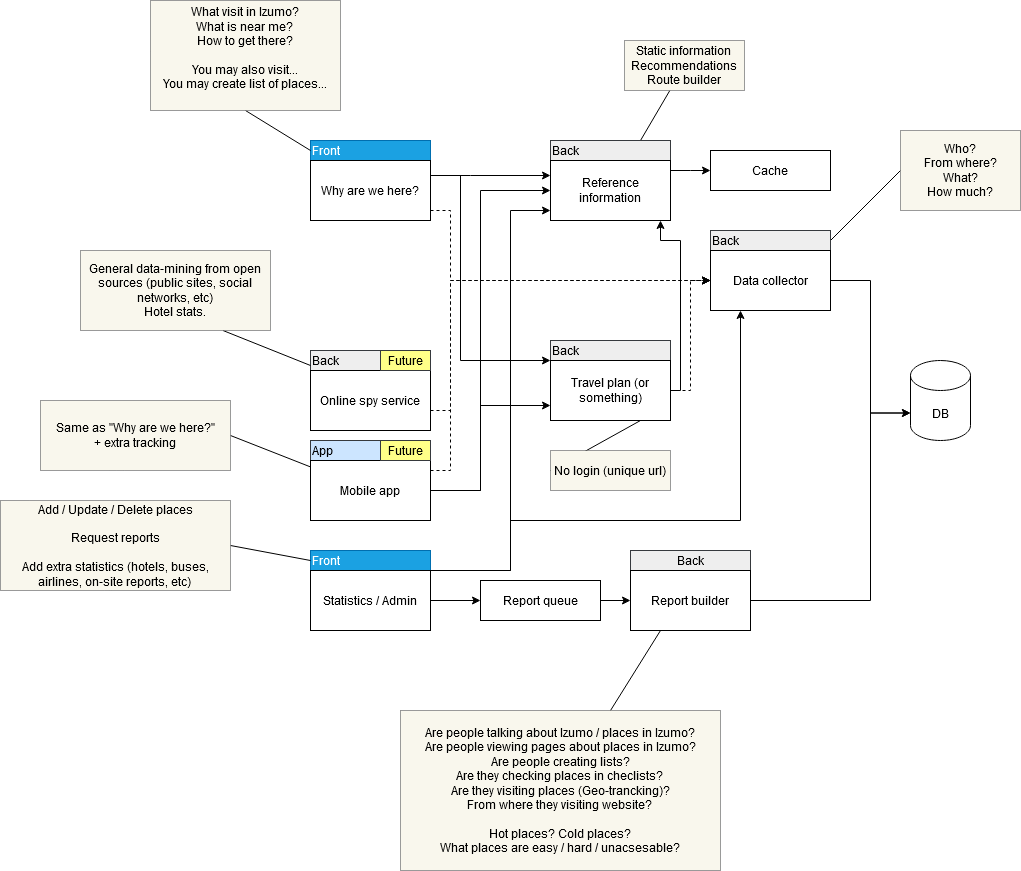 What visit in Izumo?
What is near me?
How to get there?
You may also visit...
You may create list of places...
Static information
Recommendations
Route builder
Front
Why are we here?
Back
Reference
information
Cache
Who?
From where?
What?
How much?
Back
Data collector
General data-mining from open
sources (public sites, social
networks, etc)
Hotel stats.
Back
Future
Online spy service
Back
Travel plan (or
something)
DB
Same as "Why are we here?"
+ extra tracking
App
Future
Mobile app
No login (unique url)
Add / Update / Delete places
Request reports
Add extra statistics (hotels, buses,
airlines, on-site reports, etc)
Front
Statistics / Admin
Report queue
Back
Report builder
Are people talking about Izumo / places in Izumo?
Are people viewing pages about places in Izumo?
Are people creating lists?
Are they checking places in checlists?
Are they visiting places (Geo-trancking)?
From where they visiting website?
Hot places? Cold places?
What places are easy / hard / unacsesable?